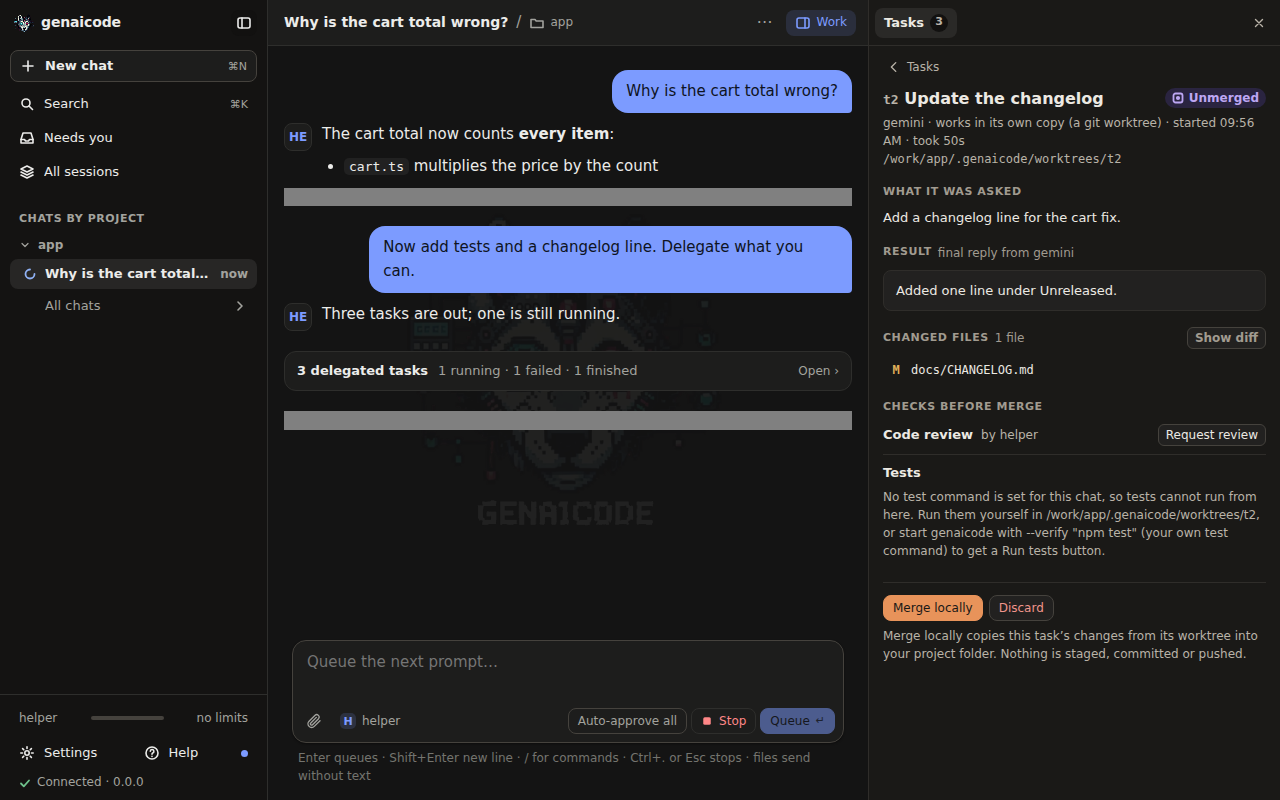 genaicode
New chat ⌘N
Search ⌘K
Needs you
All sessions
CHATS BY PROJECT
app
Why is the cart total... now
All chats
helper no limits
Settings Help
Connected · 0.0.0
Why is the cart total wrong? / app
··· Work
Why is the cart total wrong?
HE The cart total now counts every item:
• cart.ts multiplies the price by the count
Now add tests and a changelog line. Delegate what you
can.
HE Three tasks are out; one is still running.
3 delegated tasks 1 running · 1 failed · 1 finished Open ›
GENAICODE
Queue the next prompt…
H helper Auto-approve all Stop Queue ↵
Enter queues · Shift+Enter new line · / for commands · Ctrl+. or Esc stops · files send
without text
Tasks 3
Tasks
t2 Update the changelog Unmerged
gemini · works in its own copy (a git worktree) · started 09:56
AM · took 50s
/work/app/.genaicode/worktrees/t2
WHAT IT WAS ASKED
Add a changelog line for the cart fix.
RESULT final reply from gemini
Added one line under Unreleased.
CHANGED FILES 1 file Show diff
M docs/CHANGELOG.md
CHECKS BEFORE MERGE
Code review by helper Request review
Tests
No test command is set for this chat, so tests cannot run from
here. Run them yourself in /work/app/.genaicode/worktrees/t2,
or start genaicode with --verify "npm test" (your own test
command) to get a Run tests button.
Merge locally Discard
Merge locally copies this task’s changes from its worktree into
your project folder. Nothing is staged, committed or pushed.